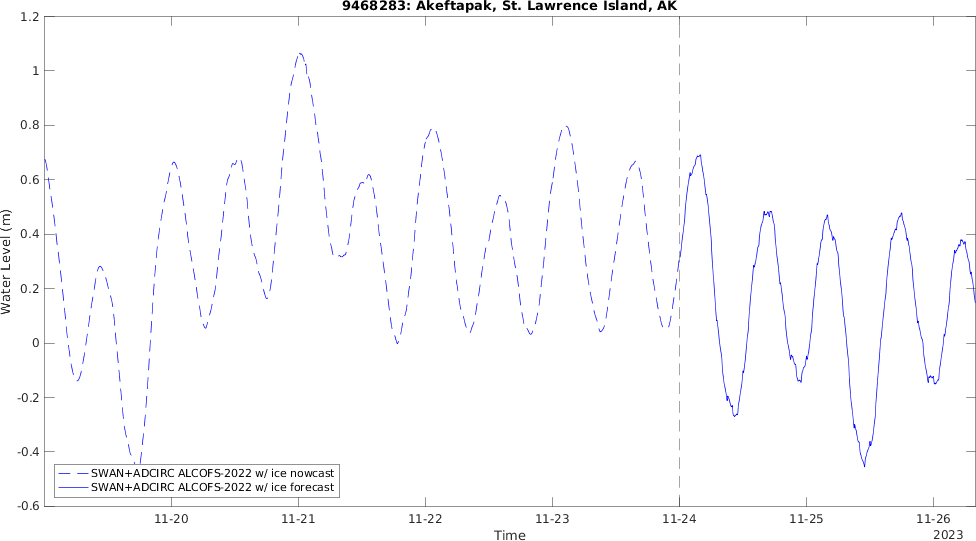 9468283: Akeftapak, St. Lawrence Island, AK
1.2
1
0.8
0.6
0.4
0.2
0
-0.2
-0.4
-0.6
Water Level (m)
SWAN+ADCIRC ALCOFS-2022 w/ ice nowcast
SWAN+ADCIRC ALCOFS-2022 w/ ice forecast
11-20 11-21 11-22 11-23 11-24 11-25 11-26
Time
2023